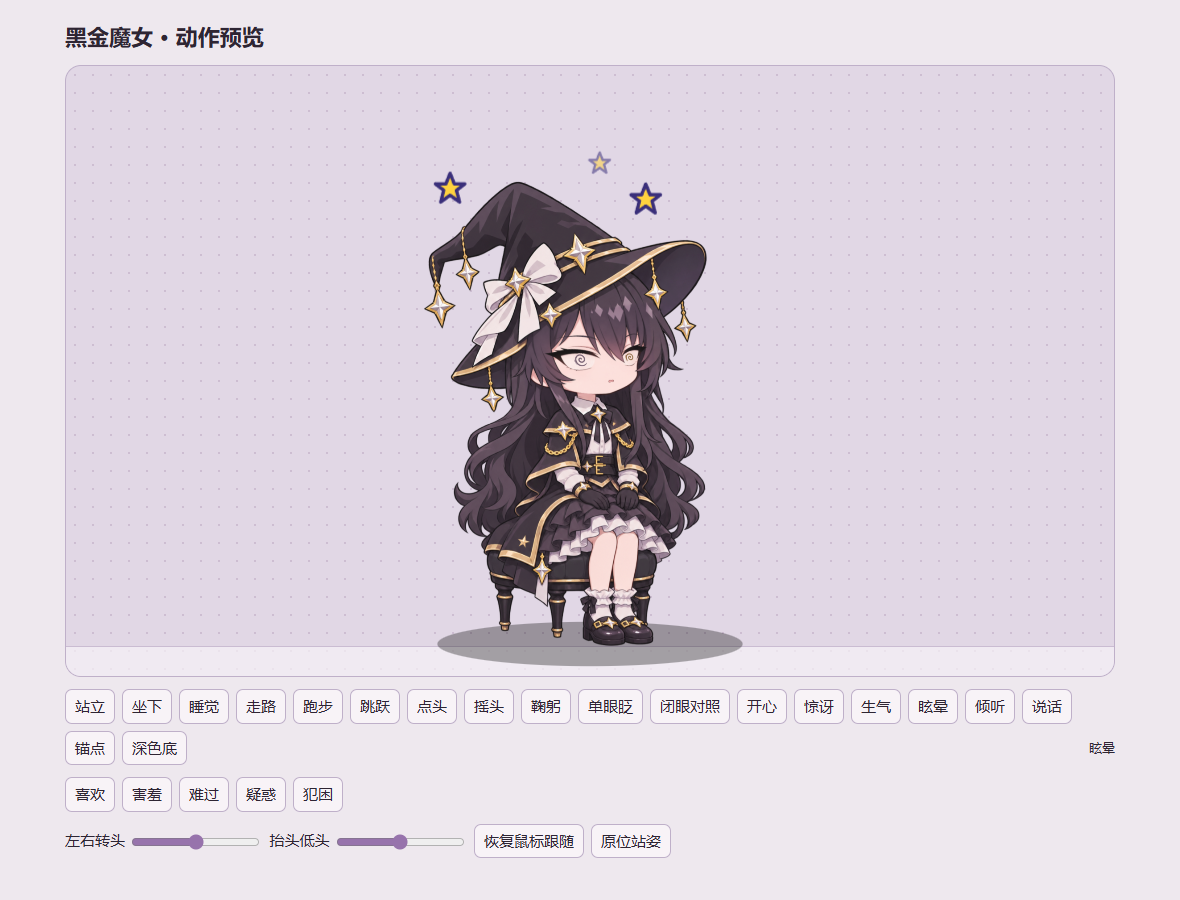 黑金魔女 • 动作预览
站立 坐下 睡觉 走路 跑步 跳跃 点头 摇头 鞠躬 单眼眨 闭眼对照 开心 惊讶 生气 眩晕 倾听 说话
锚点 深色底 眩晕
喜欢 害羞 难过 疑惑 犯困
左右转头 抬头低头 恢复鼠标跟随 原位站姿